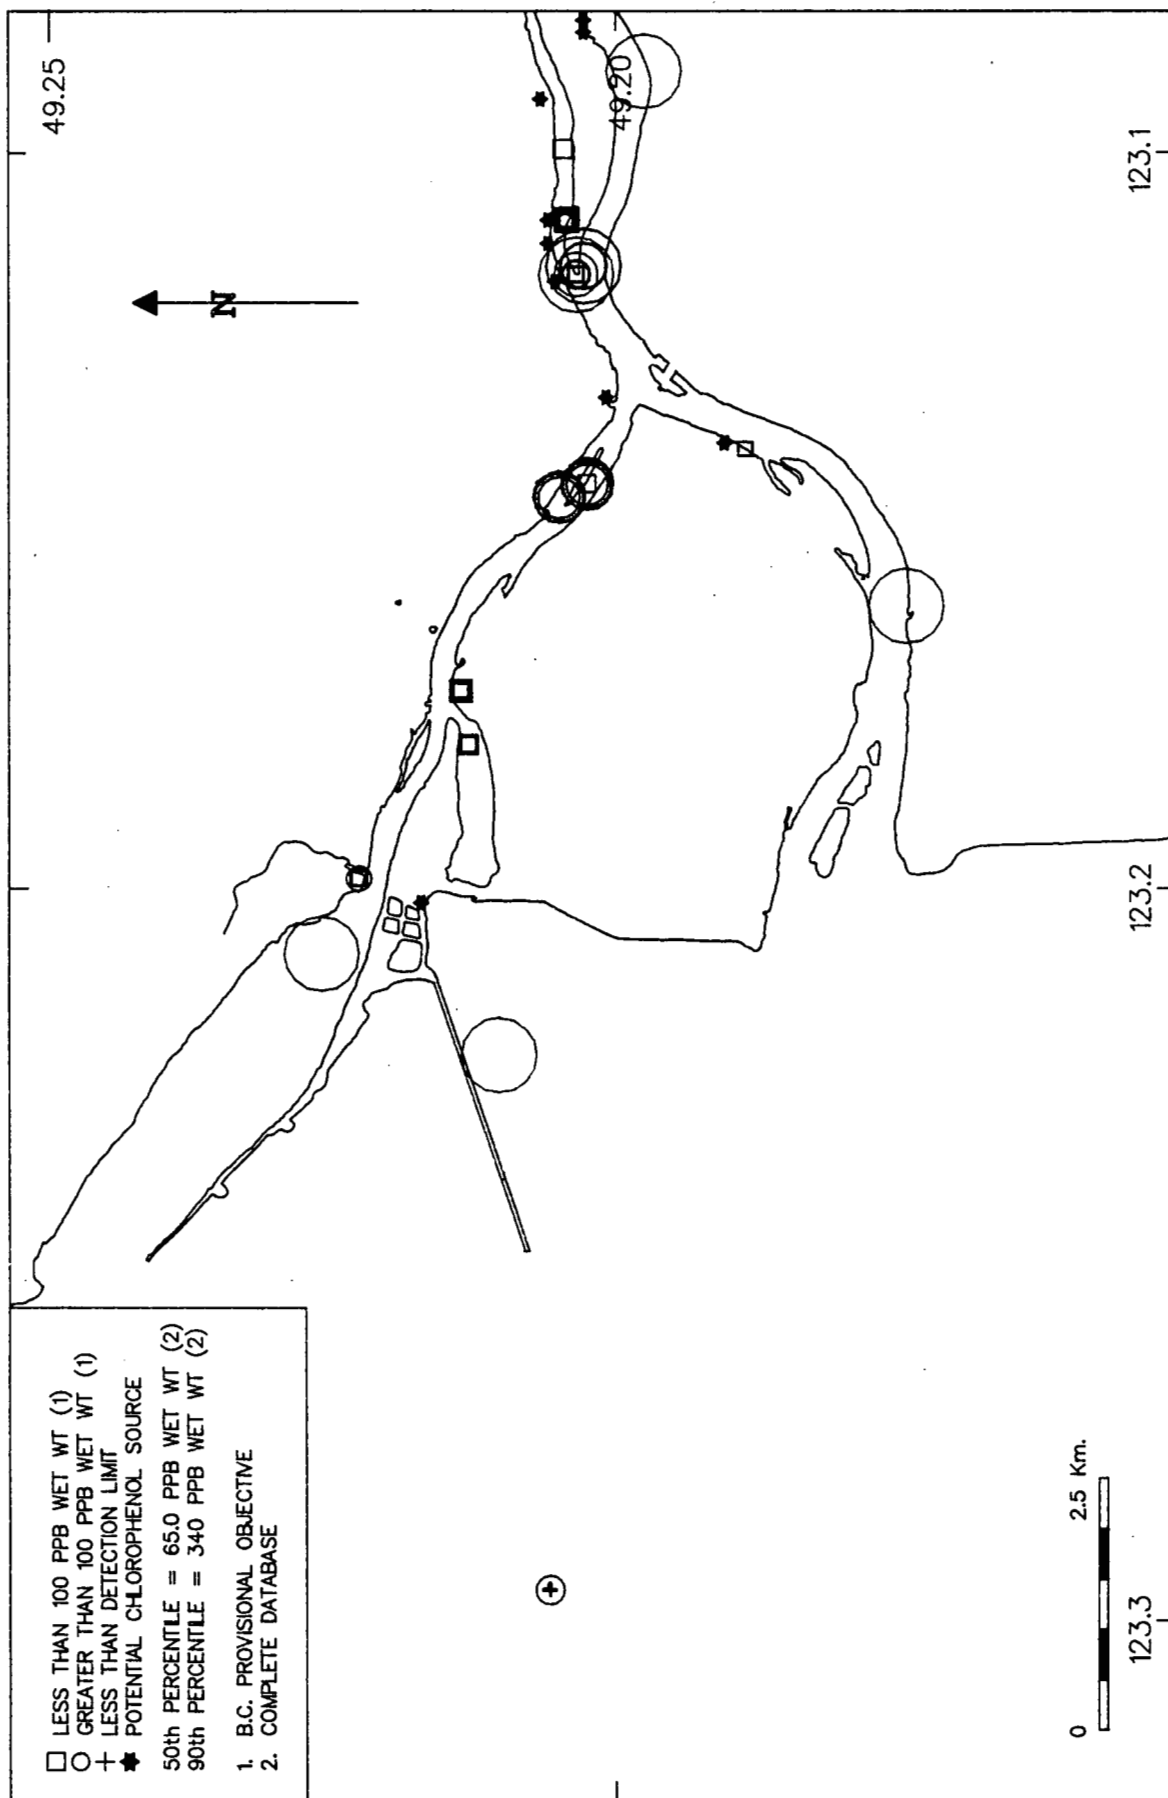 LESS THAN 100 PPB WET WT (1)
GREATER THAN 100 PPB WET WT (1)
LESS THAN DETECTION LIMIT
POTENTIAL CHLOROPHENOL SOURCE
50th PERCENTILE = 65.0 PPB WET WT (2)
90th PERCENTILE = 340 PPB WET WT (2)
1. B.C. PROVISIONAL OBJECTIVE
2. COMPLETE DATABASE
N
49.25
49.20
0 2.5 Km.
123.3
123.2
123.1